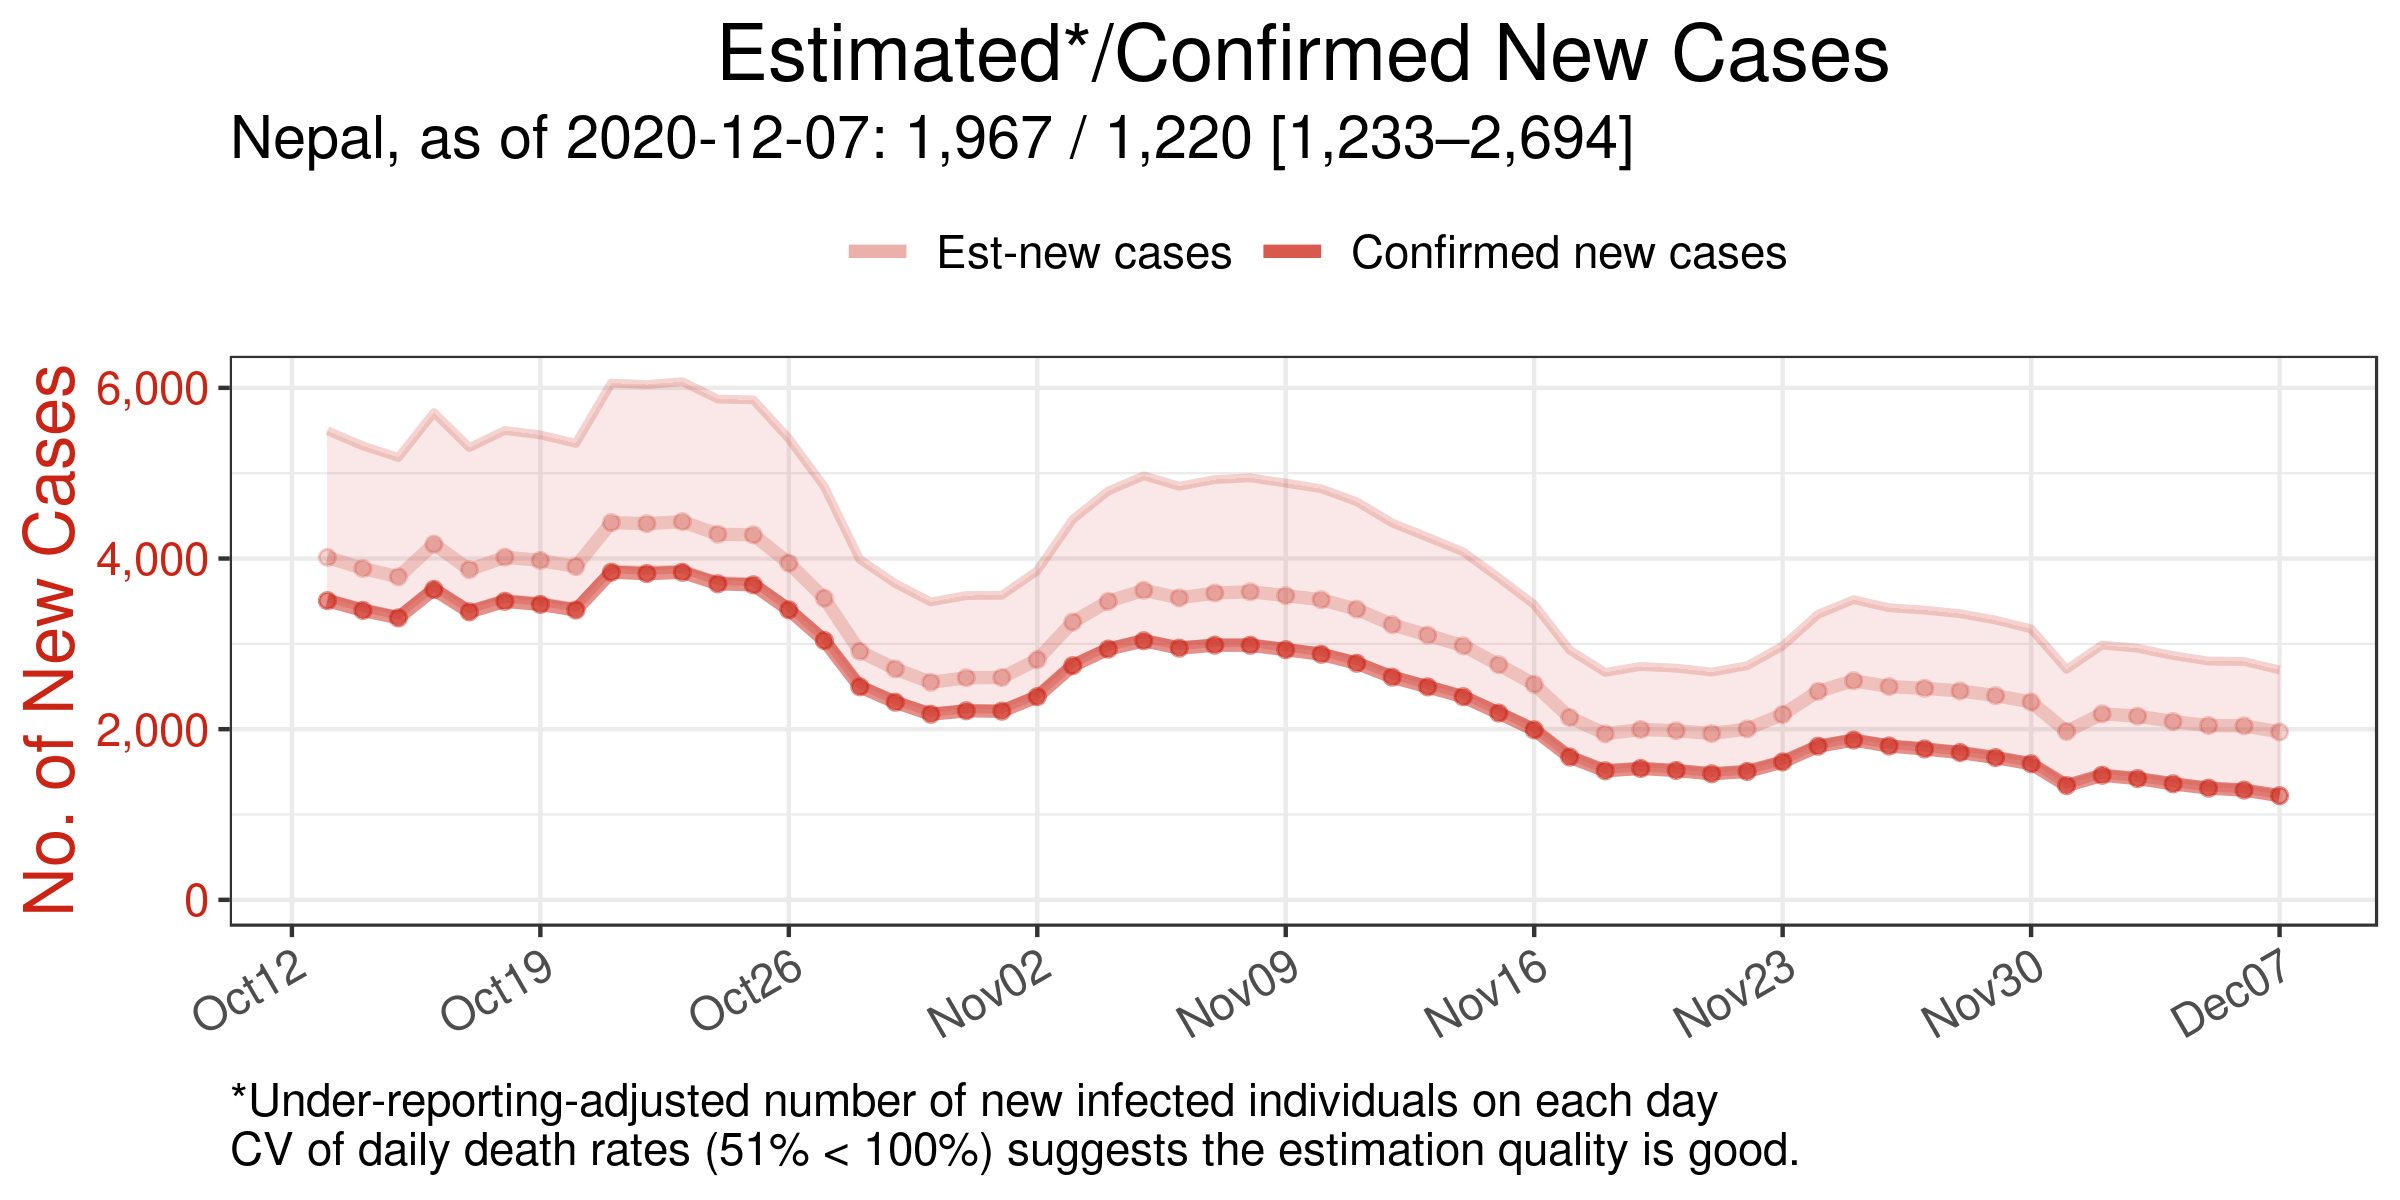 Estimated*/Confirmed New Cases
Nepal, as of 2020-12-07: 1,967 / 1,220 [1,233–2,694]
Est-new cases
Confirmed new cases
No. of New Cases
6,000
4,000
2,000
0
Oct12
Oct19
Oct26
Nov02
Nov09
Nov16
Nov23
Nov30
Dec07
*Under-reporting-adjusted number of new infected individuals on each day
CV of daily death rates (51% < 100%) suggests the estimation quality is good.